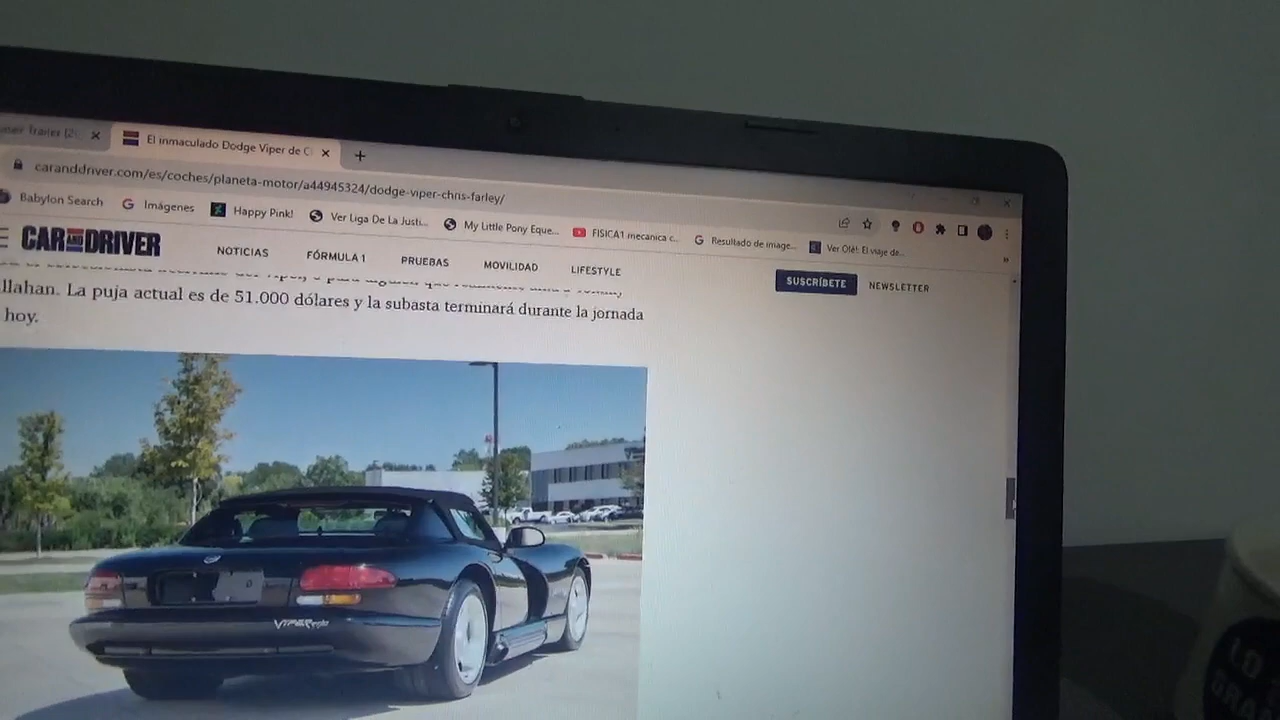 El inmaculado Dodge Viper de C
caranddriver.com/es/coches/planeta-motor/a44945324/dodge-viper-chris-farley/
Babylon Search Imágenes Happy Pink! Ver Liga De La Justi... My Little Pony Eque... FISICA1 mecanica c... Resultado de image... Ver Olé!. El viaje de...
CAR AND DRIVER NOTICIAS FÓRMULA 1 PRUEBAS MOVILIDAD LIFESTYLE SUSCRÍBETE NEWSLETTER
llahan. La puja actual es de 51.000 dólares y la subasta terminará durante la jornada
hoy.
VIPER